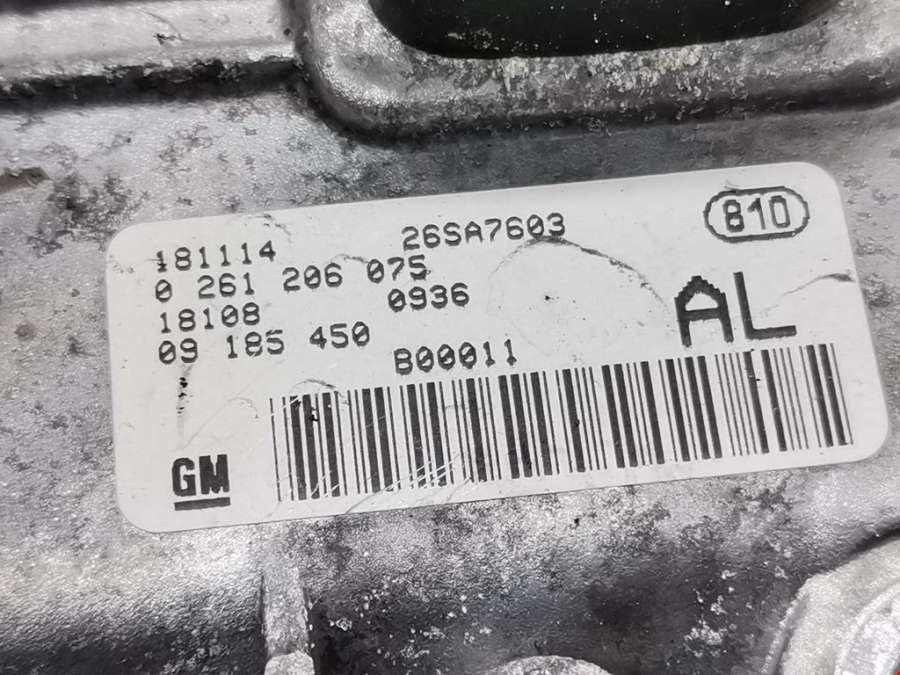 181114 26SA7603 810
0 261 206 075
18108 0936 AL
09 185 450 B00011
GM